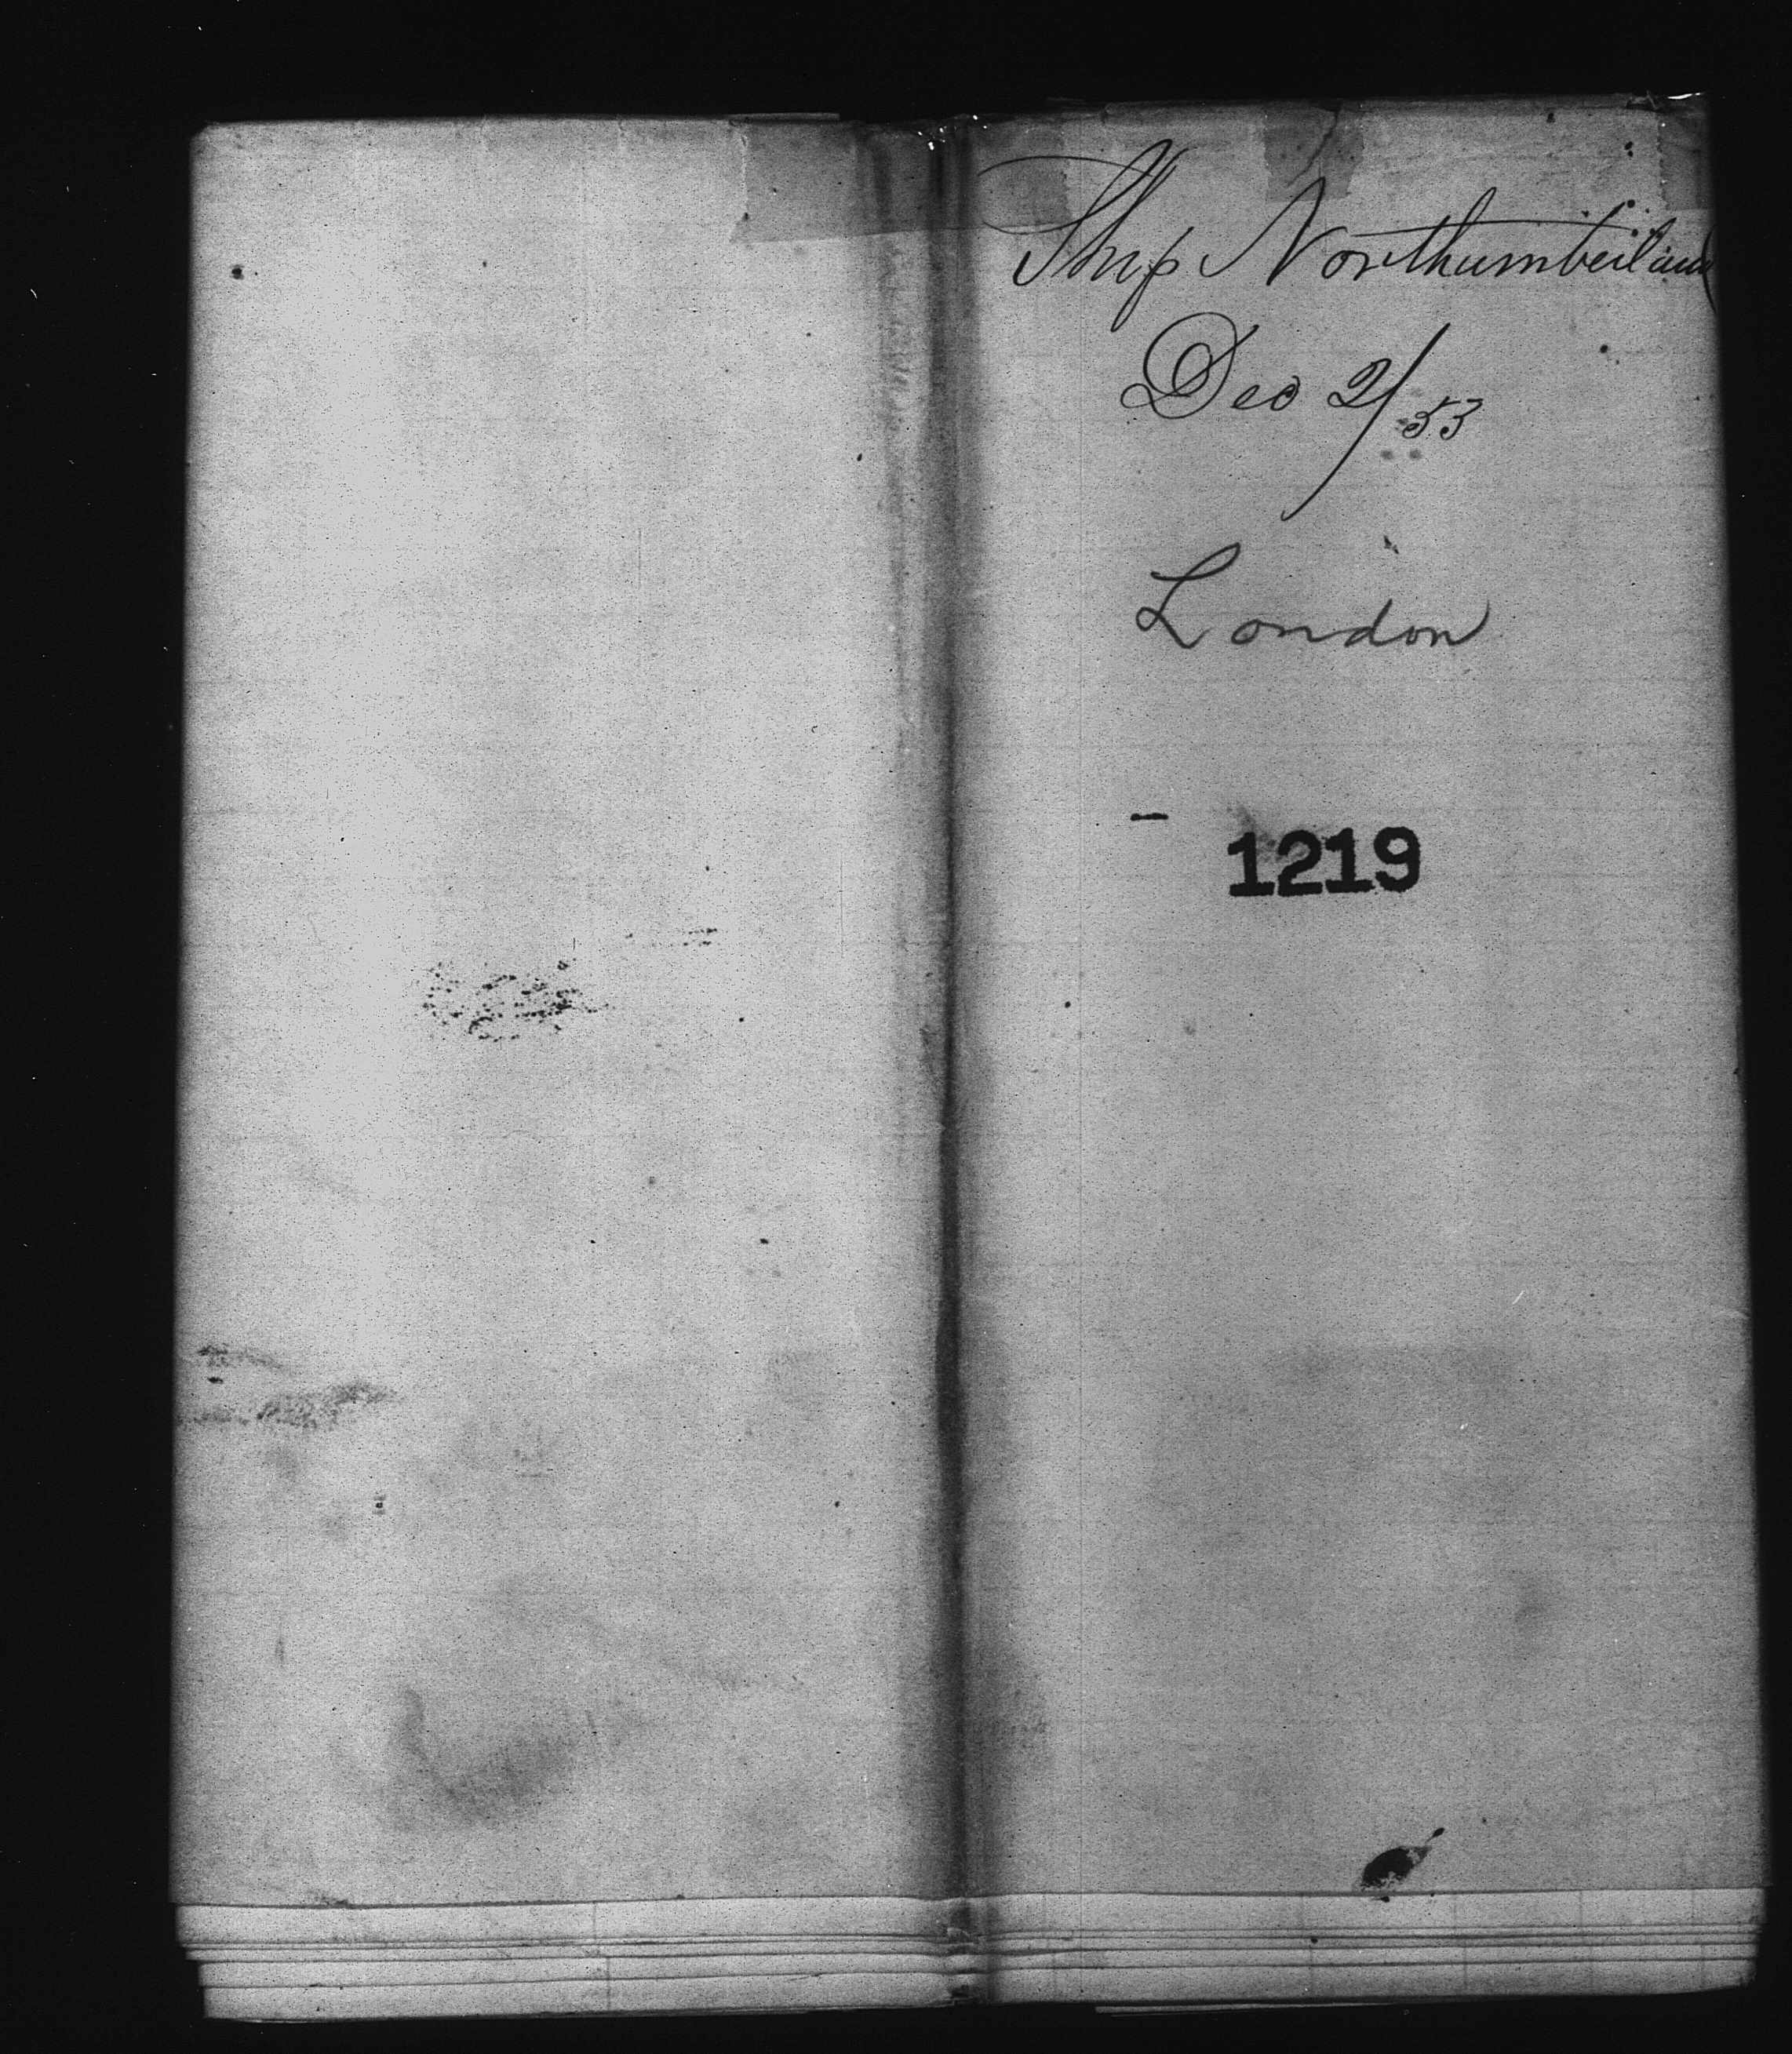 Ship Northumberland
Dec 2/53
London
1219